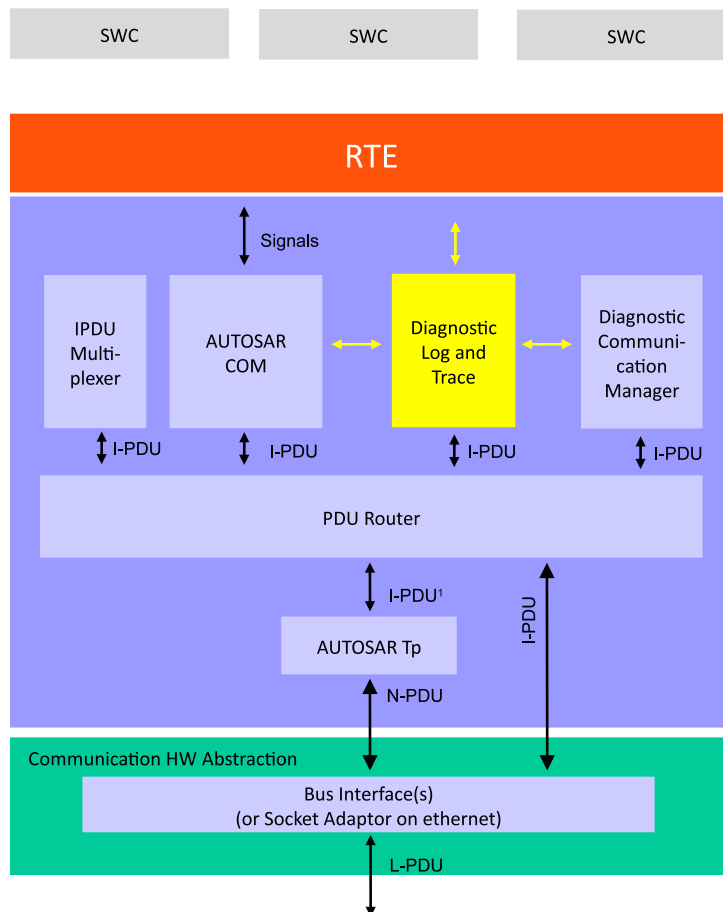 SWC
SWC
SWC
RTE
Signals
IPDU
Multi-
plexer
AUTOSAR
COM
Diagnostic
Log and
Trace
Diagnostic
Communi-
cation
Manager
I-PDU
I-PDU
I-PDU
I-PDU
PDU Router
I-PDU¹
I-PDU
AUTOSAR Tp
N-PDU
Communication HW Abstraction
Bus Interface(s)
(or Socket Adaptor on ethernet)
L-PDU